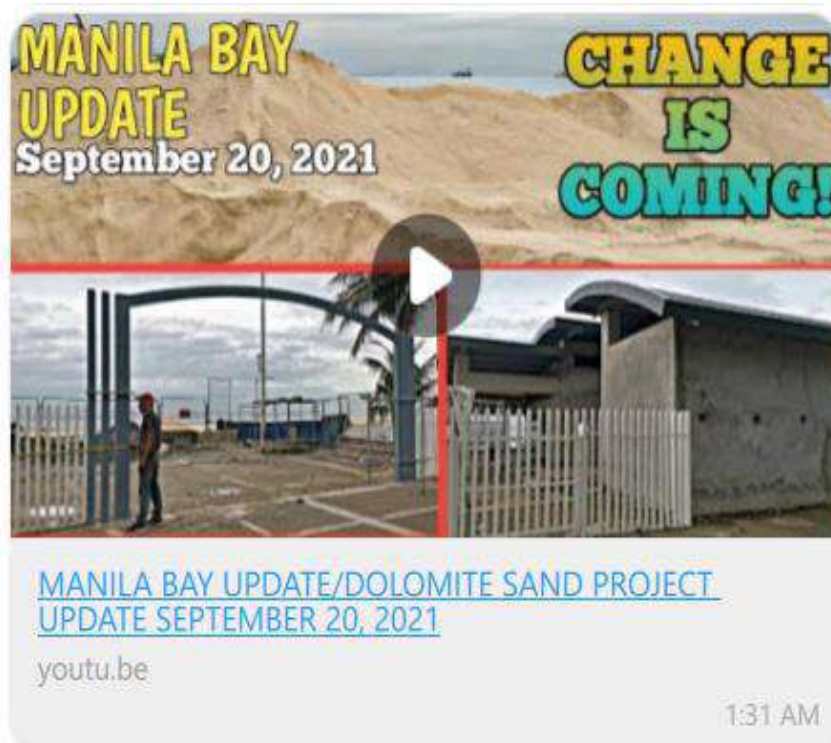 MANILA BAY
UPDATE
September 20, 2021
CHANGE
IS
COMING!
MANILA BAY UPDATE/DOLOMITE SAND PROJECT
UPDATE SEPTEMBER 20, 2021
youtu.be
1:31 AM